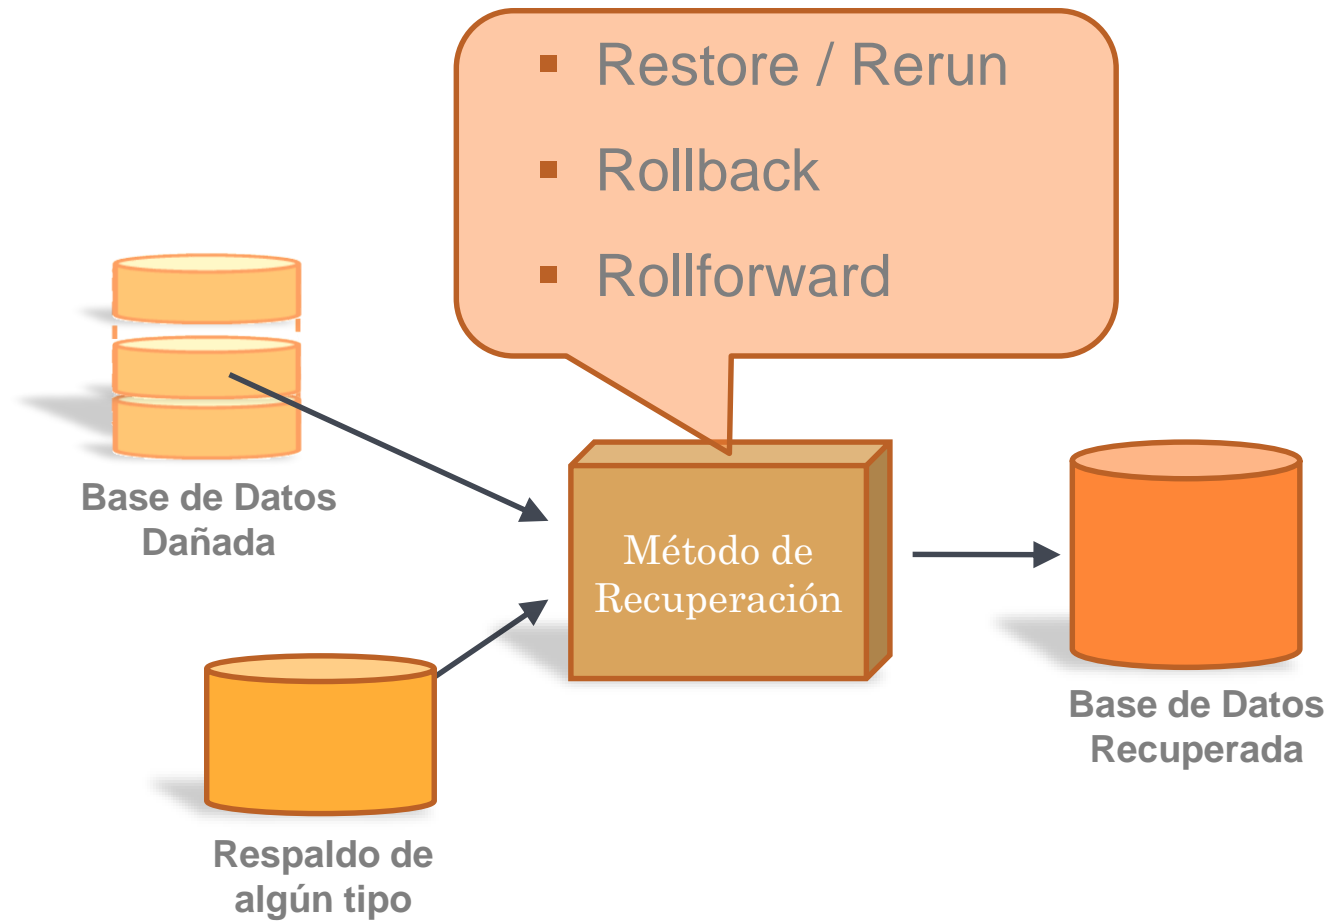 ▪ Restore / Rerun
▪ Rollback
▪ Rollforward
Base de Datos
Dañada
Método de
Recuperación
Base de Datos
Recuperada
Respaldo de
algún tipo